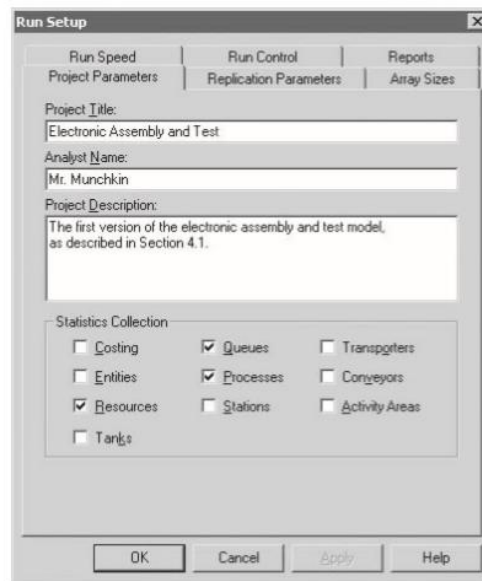 Run Setup
Run Speed Run Control Reports
Project Parameters Replication Parameters Array Sizes
Project Title:
Electronic Assembly and Test
Analyst Name:
Mr. Munchkin
Project Description:
The first version of the electronic assembly and test model,
as described in Section 4.1.
Statistics Collection
Costing Queues Transporters
Entities Processes Conveyors
Resources Stations Activity Areas
Tanks
OK Cancel Apply Help